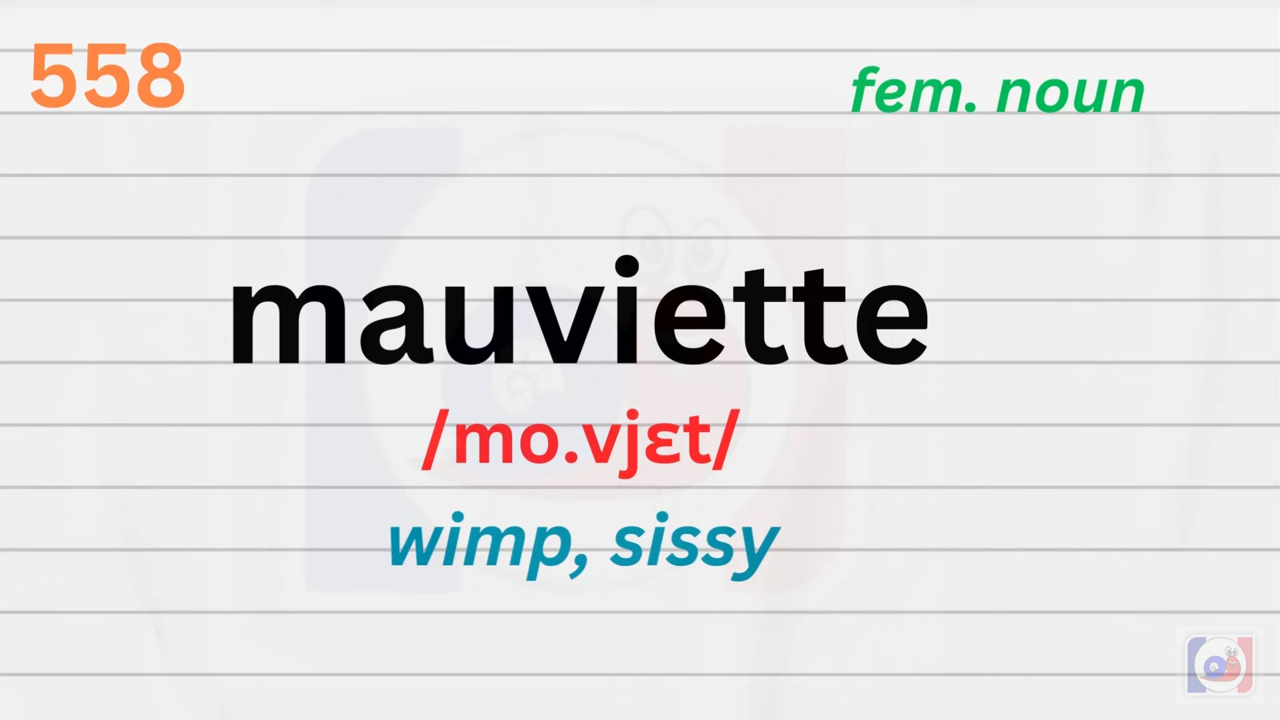 558
fem. noun
mauviette
/mo.vjɛt/
wimp, sissy